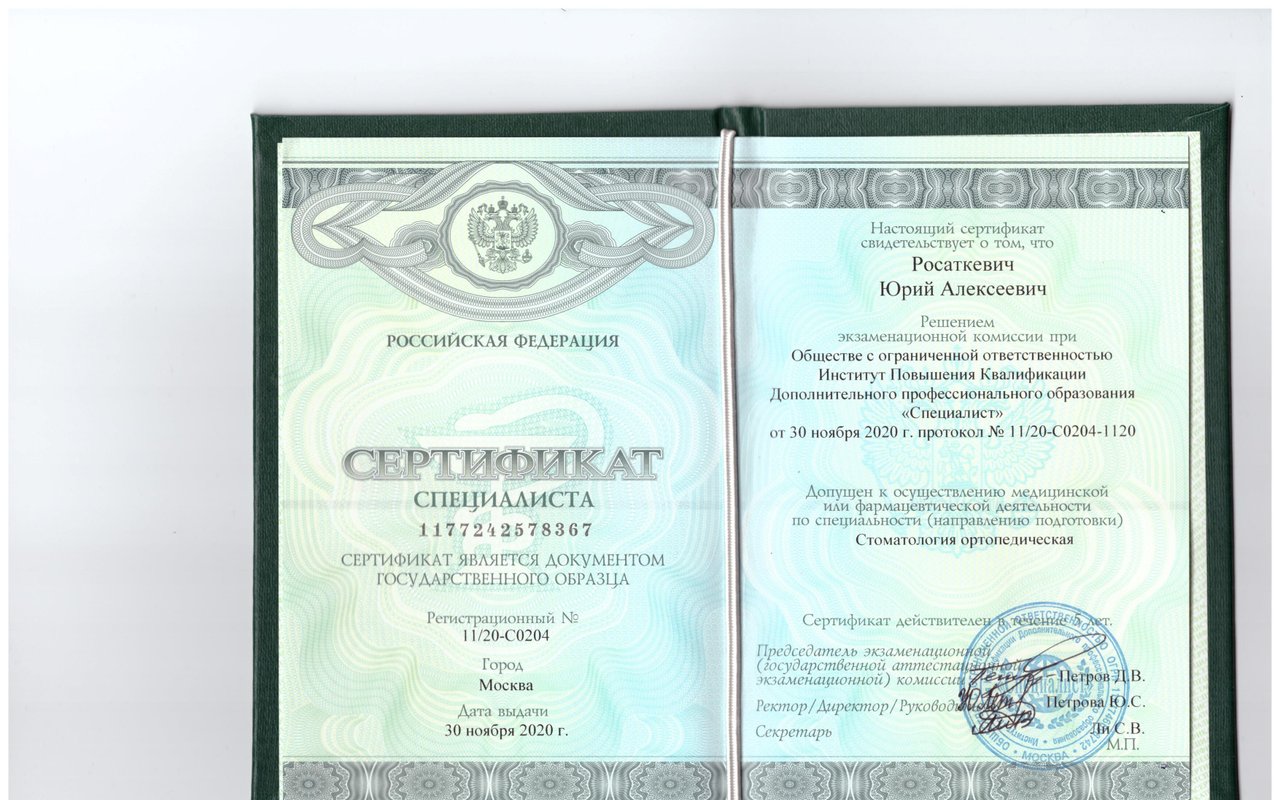 РОССИЙСКАЯ ФЕДЕРАЦИЯ
СЕРТИФИКАТ
СПЕЦИАЛИСТА
1177242578367
СЕРТИФИКАТ ЯВЛЯЕТСЯ ДОКУМЕНТОМ
ГОСУДАРСТВЕННОГО ОБРАЗЦА
Регистрационный №
11/20-С0204
Город
Москва
Дата выдачи
30 ноября 2020 г.
Настоящий сертификат
свидетельствует о том, что
Росаткевич
Юрий Алексеевич
Решением
экзаменационной комиссии при
Обществе с ограниченной ответственностью
Институт Повышения Квалификации
Дополнительного профессионального образования
«Специалист»
от 30 ноября 2020 г. протокол № 11/20-С0204-1120
Допущен к осуществлению медицинской
или фармацевтической деятельности
по специальности (направлению подготовки)
Стоматология ортопедическая
Сертификат действителен в течение 5 лет.
Председатель экзаменационной
(государственной аттестационной
экзаменационной) комиссии Петров Д.В.
Ректор/Директор/Руководитель Петрова Ю.С.
Секретарь Ли С.В.
М.П.
МОСКВА